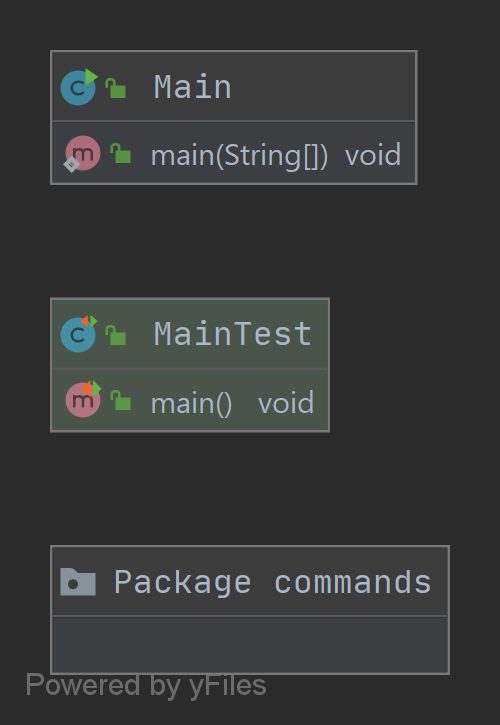 Main
main(String[]) void
MainTest
main() void
Package commands
Powered by yFiles